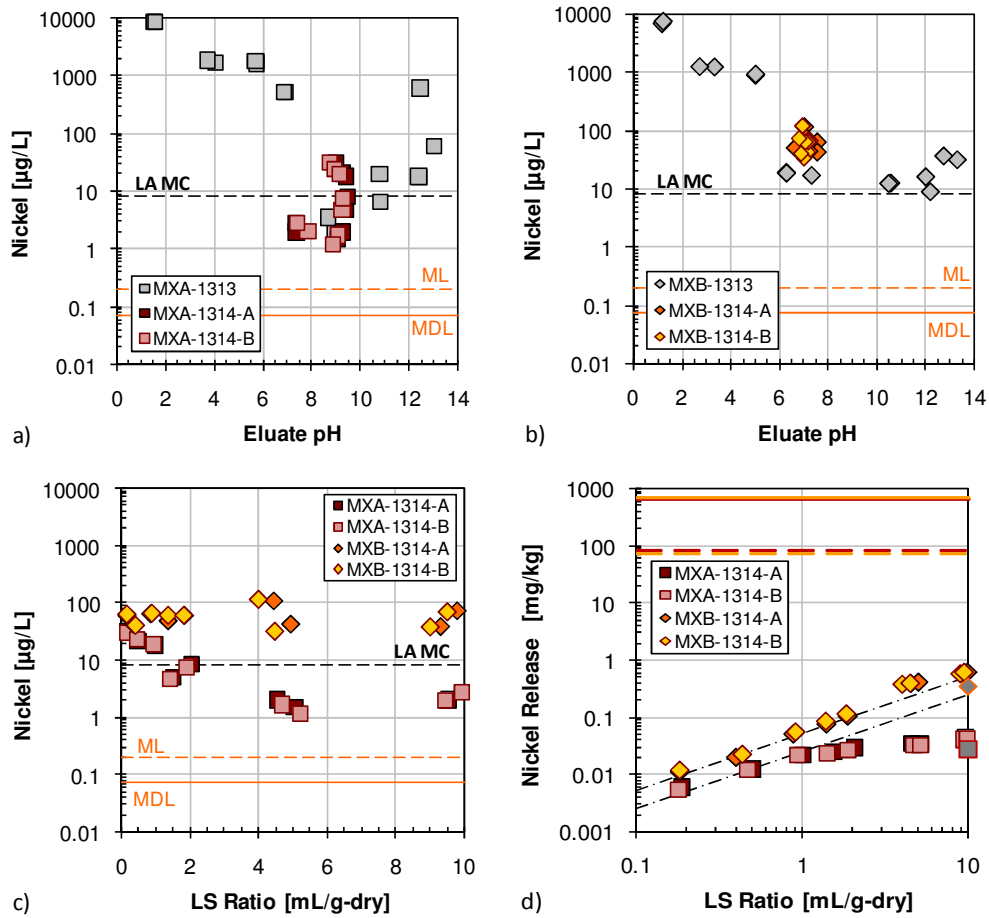 10000
1000
100
10
1
0.1
0.01
Nickel [µg/L]
LA MC
ML
MDL
MXA-1313
MXA-1314-A
MXA-1314-B
0 2 4 6 8 10 12 14
a) Eluate pH
10000
1000
100
10
1
0.1
0.01
Nickel [µg/L]
LA MC
ML
MDL
MXB-1313
MXB-1314-A
MXB-1314-B
0 2 4 6 8 10 12 14
b) Eluate pH
10000
1000
100
10
1
0.1
0.01
Nickel [µg/L]
MXA-1314-A
MXA-1314-B
MXB-1314-A
MXB-1314-B
LA MC
ML
MDL
0 2 4 6 8 10
c) LS Ratio [mL/g-dry]
1000
100
10
1
0.1
0.01
0.001
Nickel Release [mg/kg]
MXA-1314-A
MXA-1314-B
MXB-1314-A
MXB-1314-B
0.1 1 10
d) LS Ratio [mL/g-dry]